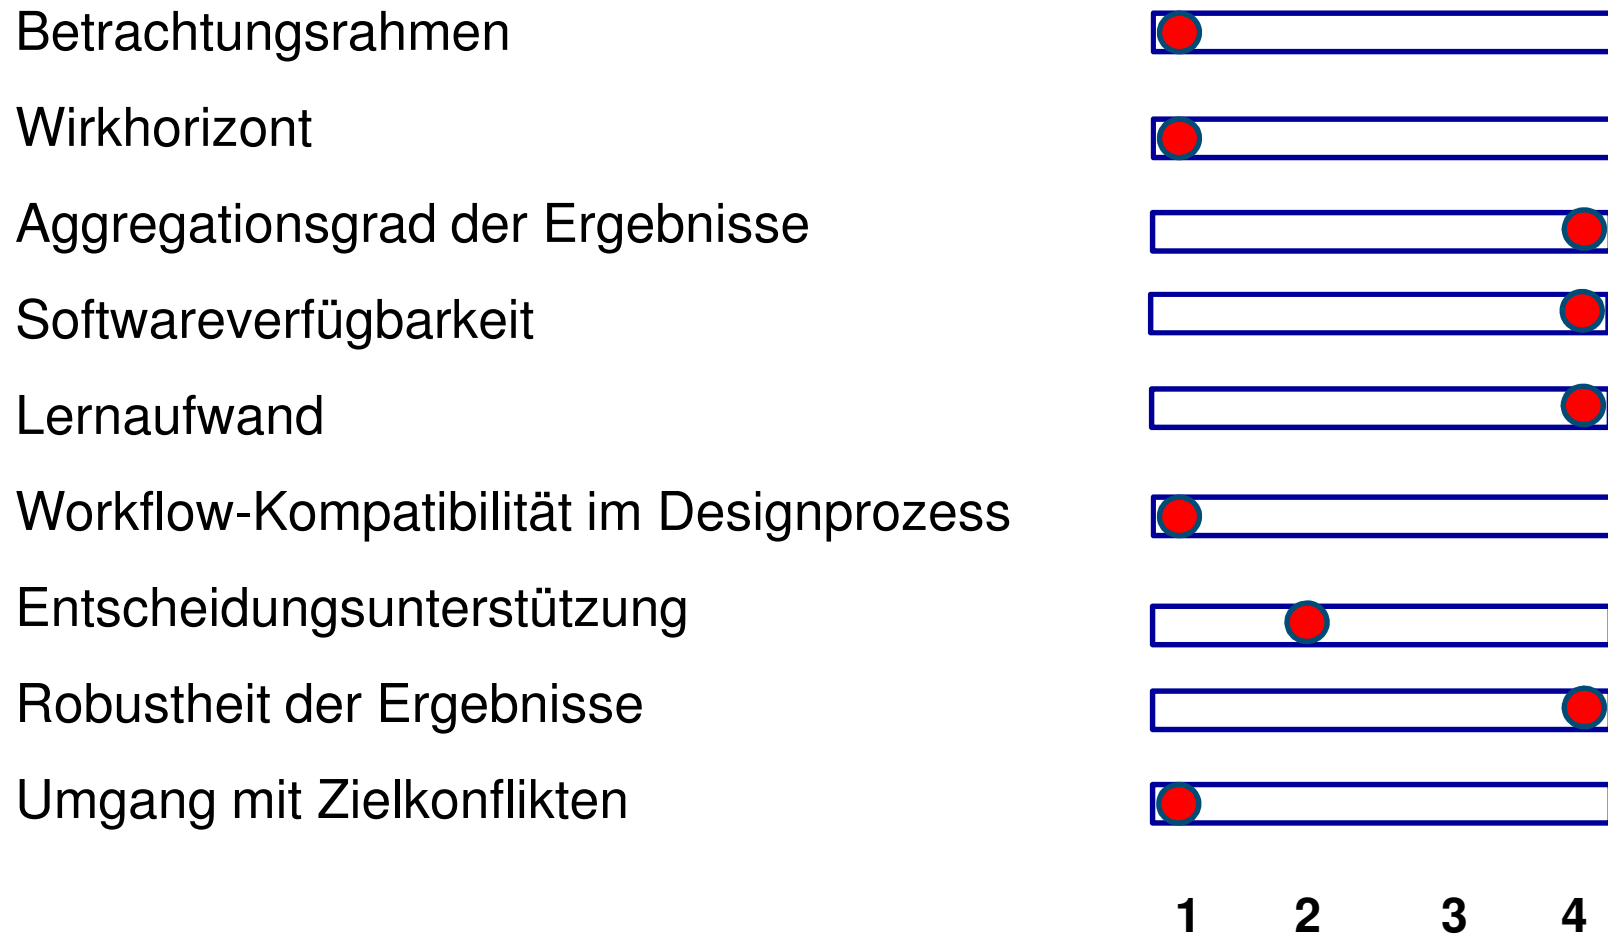 Betrachtungsrahmen
Wirkhorizont
Aggregationsgrad der Ergebnisse
Softwareverfügbarkeit
Lernaufwand
Workflow-Kompatibilität im Designprozess
Entscheidungsunterstützung
Robustheit der Ergebnisse
Umgang mit Zielkonflikten
1 2 3 4